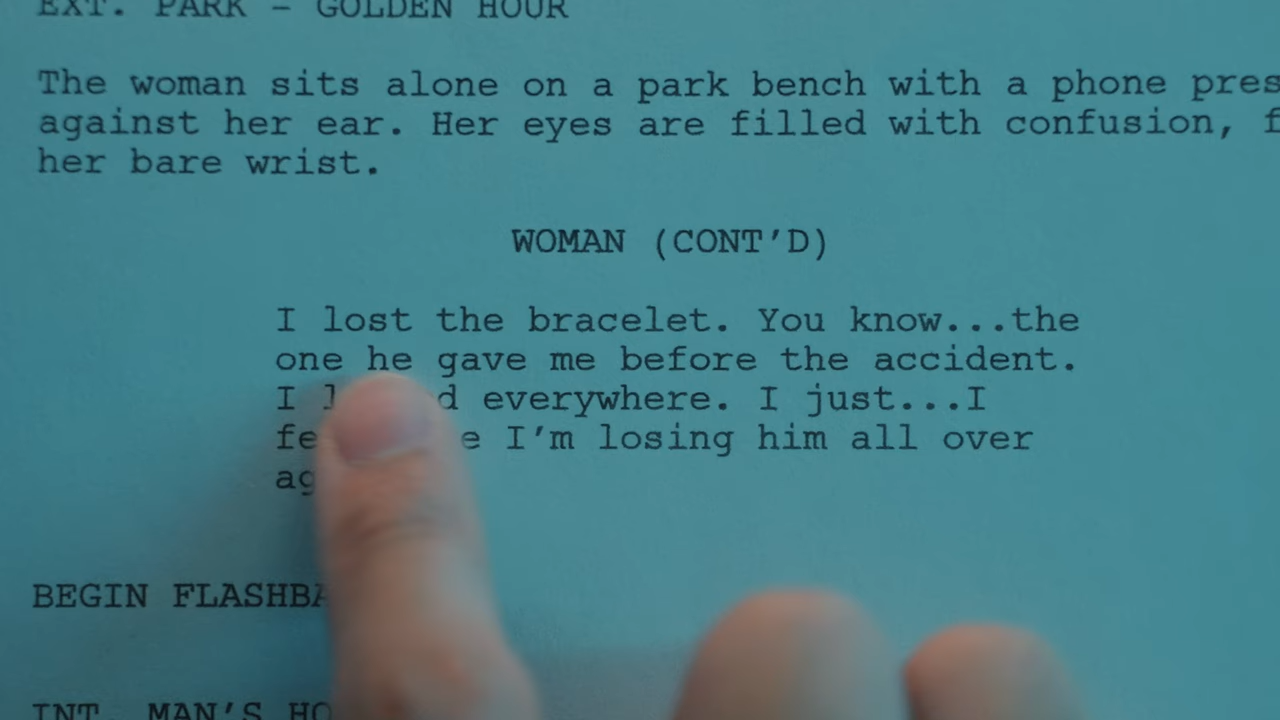 EXT. PARK – GOLDEN HOUR
The woman sits alone on a park bench with a phone
against her ear. Her eyes are filled with confusion,
her bare wrist.
WOMAN (CONT'D)
I lost the bracelet. You know...the
one he gave me before the accident.
I everywhere. I just...I
I'm losing him all over
BEGIN
INT. MAN'S